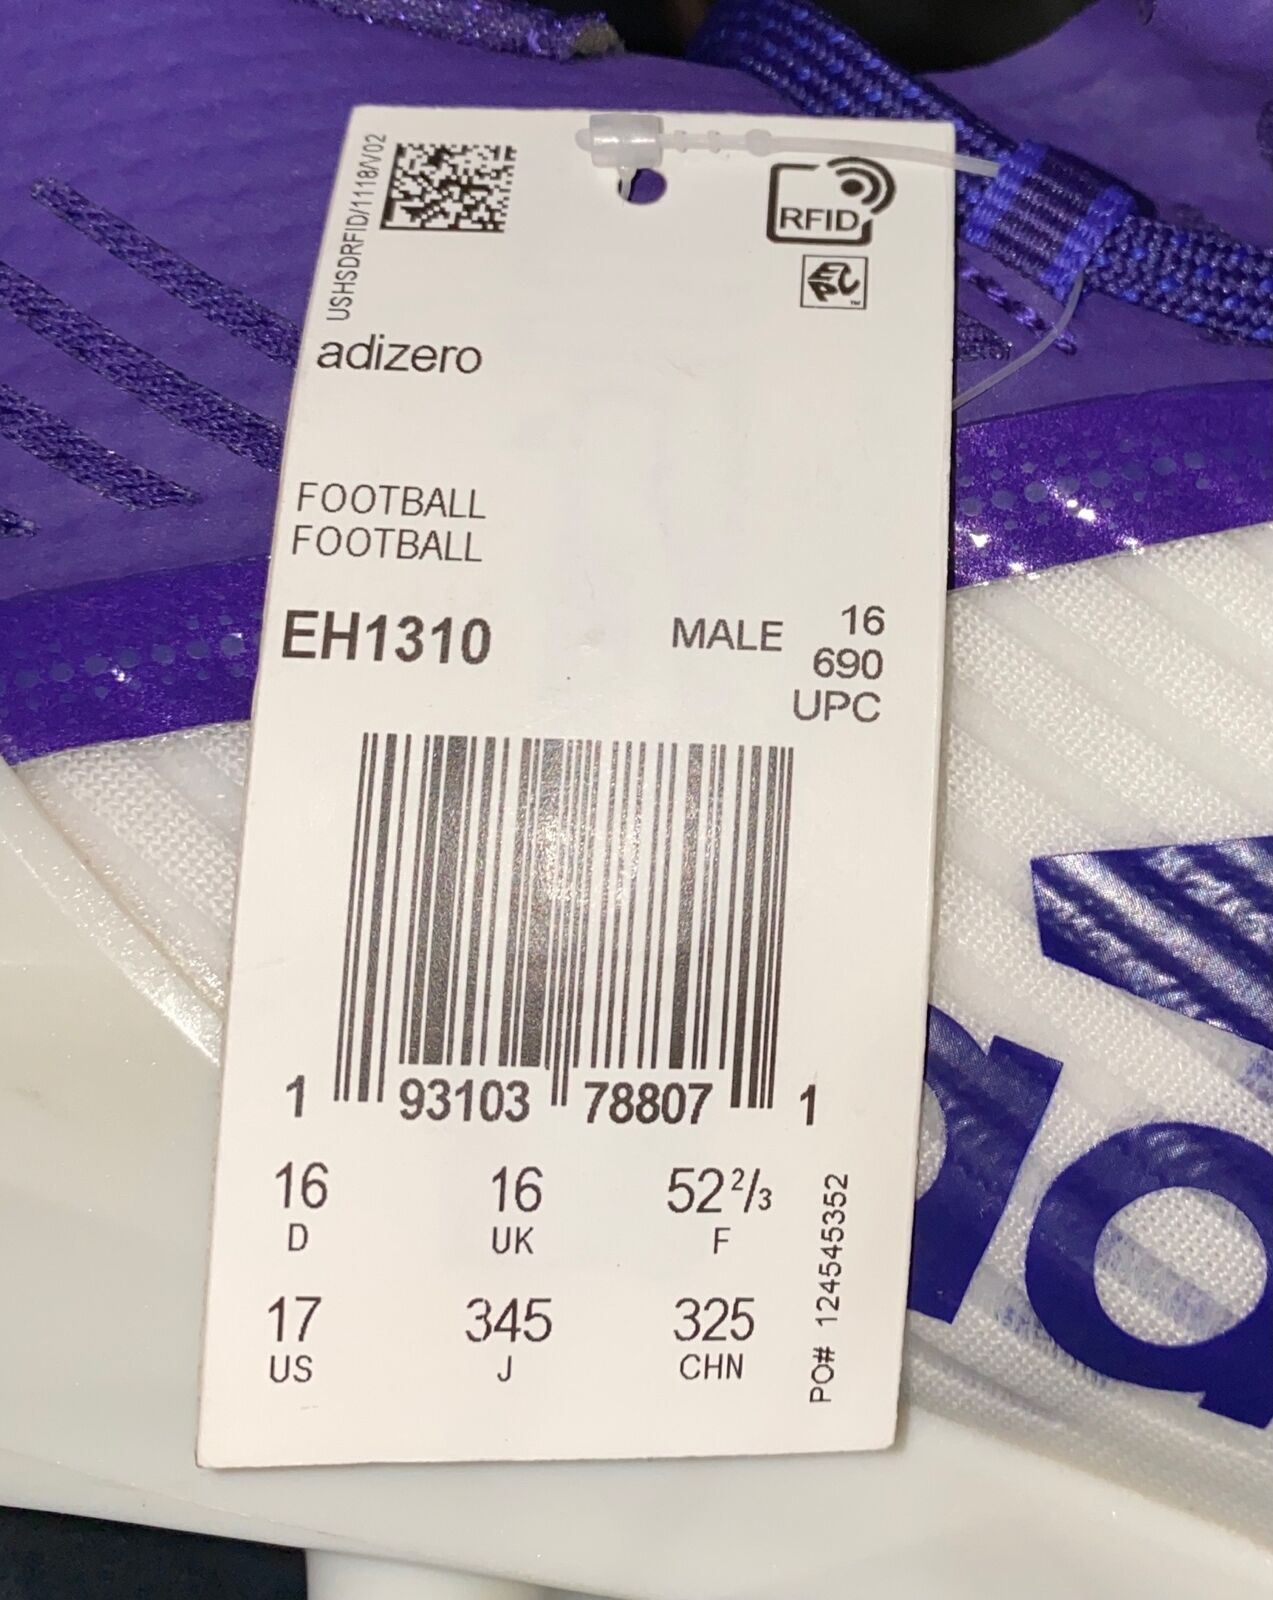 USHSDRFID/1118/V02
RFID
adizero
FOOTBALL
FOOTBALL
EH1310
MALE
16
690
UPC
1 93103 78807 1
16 16 52 2/3
D UK F
17 345 325
US J CHN
PO# 124545352